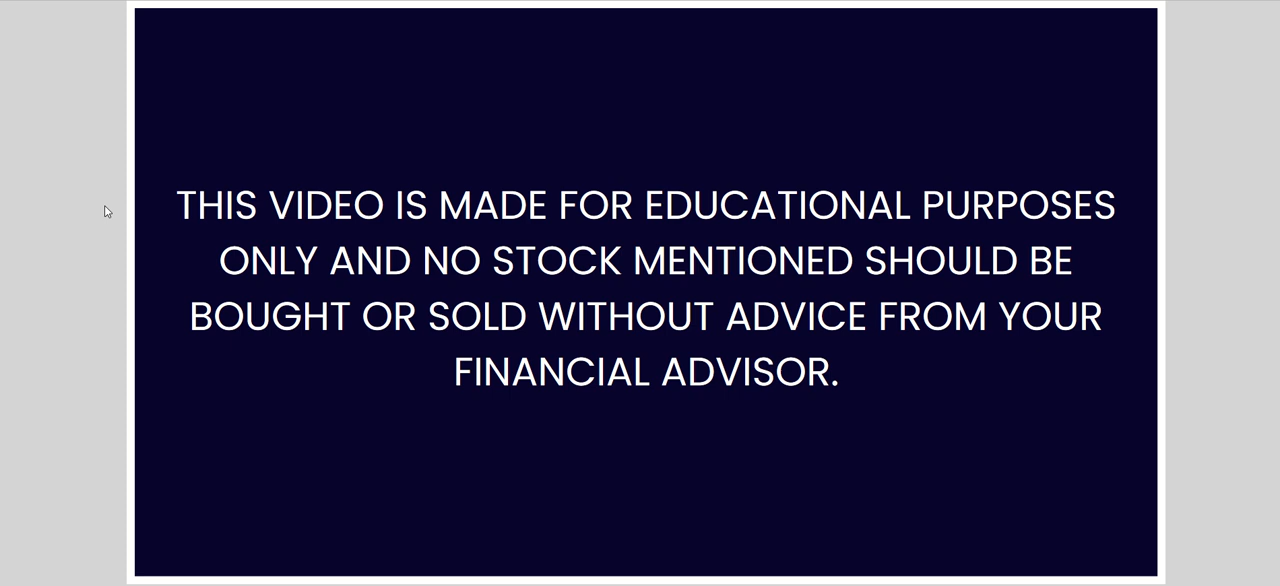 THIS VIDEO IS MADE FOR EDUCATIONAL PURPOSES
ONLY AND NO STOCK MENTIONED SHOULD BE
BOUGHT OR SOLD WITHOUT ADVICE FROM YOUR
FINANCIAL ADVISOR.